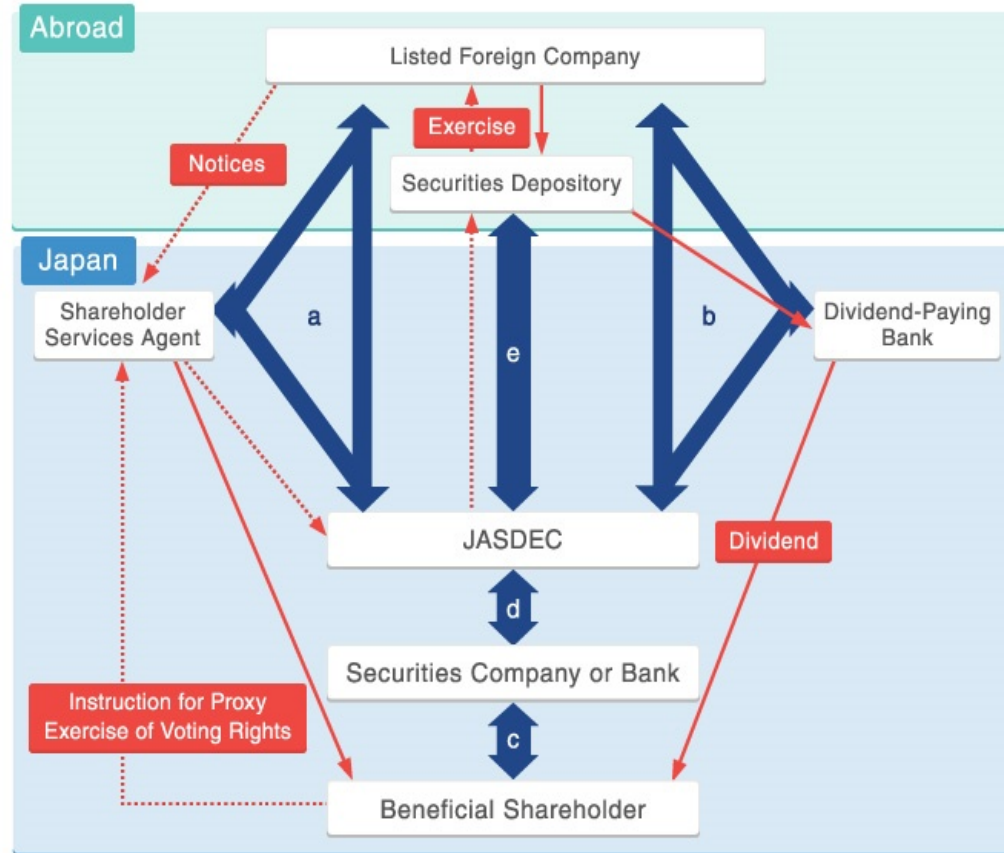 Abroad
Listed Foreign Company
Exercise
Notices
Securities Depository
Japan
Shareholder
Services Agent
a
e
b
Dividend-Paying
Bank
JASDEC
Dividend
d
Securities Company or Bank
Instruction for Proxy
Exercise of Voting Rights
c
Beneficial Shareholder